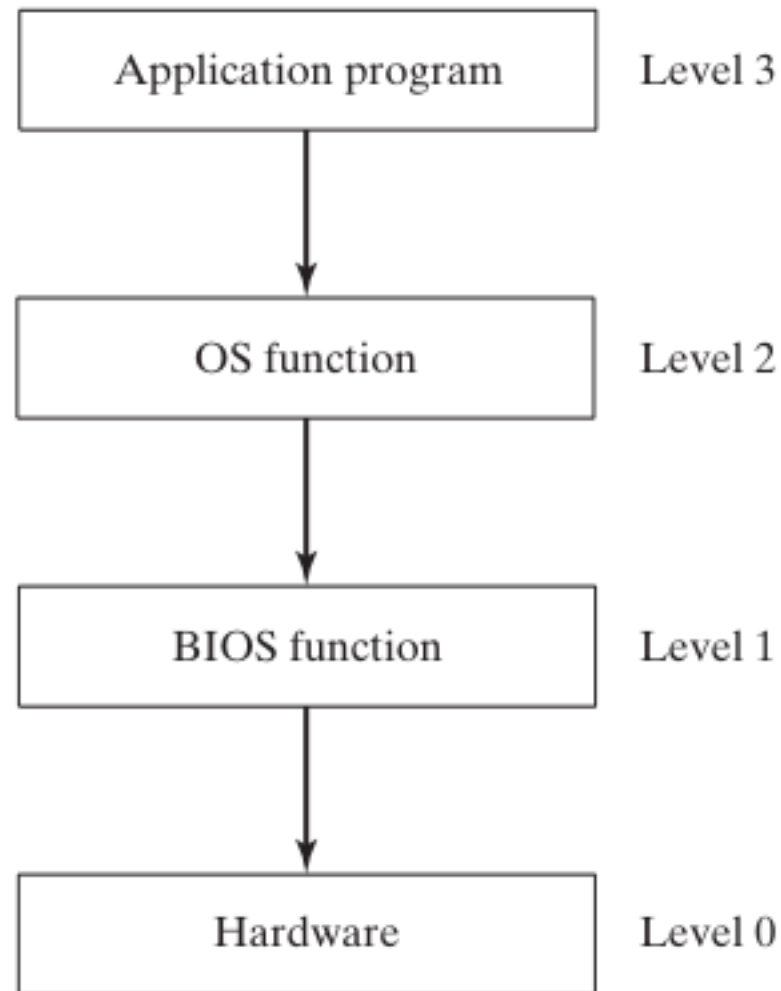 Application program Level 3
OS function Level 2
BIOS function Level 1
Hardware Level 0